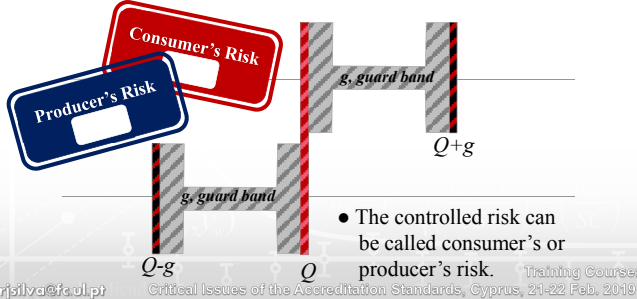 Consumer's Risk
Producer's Risk
g, guard band
Q+g
g, guard band
Q-g
Q
● The controlled risk can
be called consumer's or
producer's risk.
Training Course:
rjsilva@fc.ul.pt
Critical Issues of the Accreditation Standards, Cyprus, 21-22 Feb. 2019